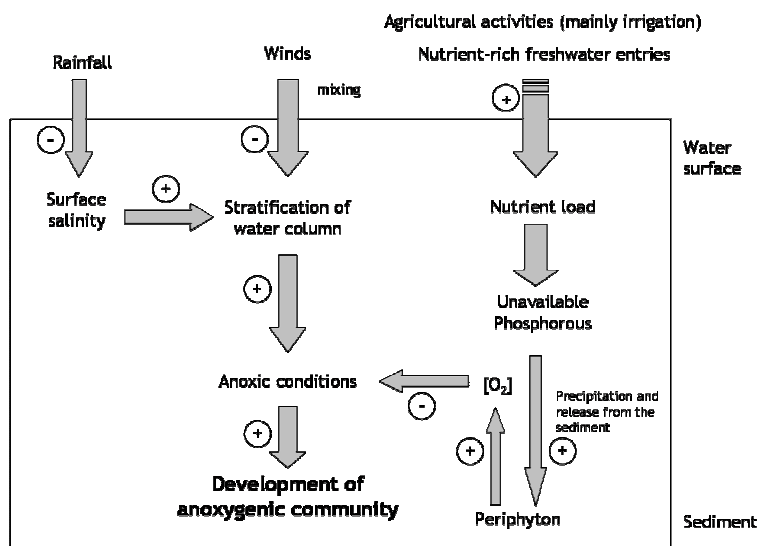 Agricultural activities (mainly irrigation)
Nutrient-rich freshwater entries
Winds
Rainfall
mixing
+
-
-
Water
surface
Surface
salinity
+
Stratification of
water column
Nutrient load
+
Unavailable
Phosphorous
Anoxic conditions
-
[O₂]
Precipitation and
release from the
sediment
+
+
+
Development of
anoxygenic community
Periphyton
Sediment